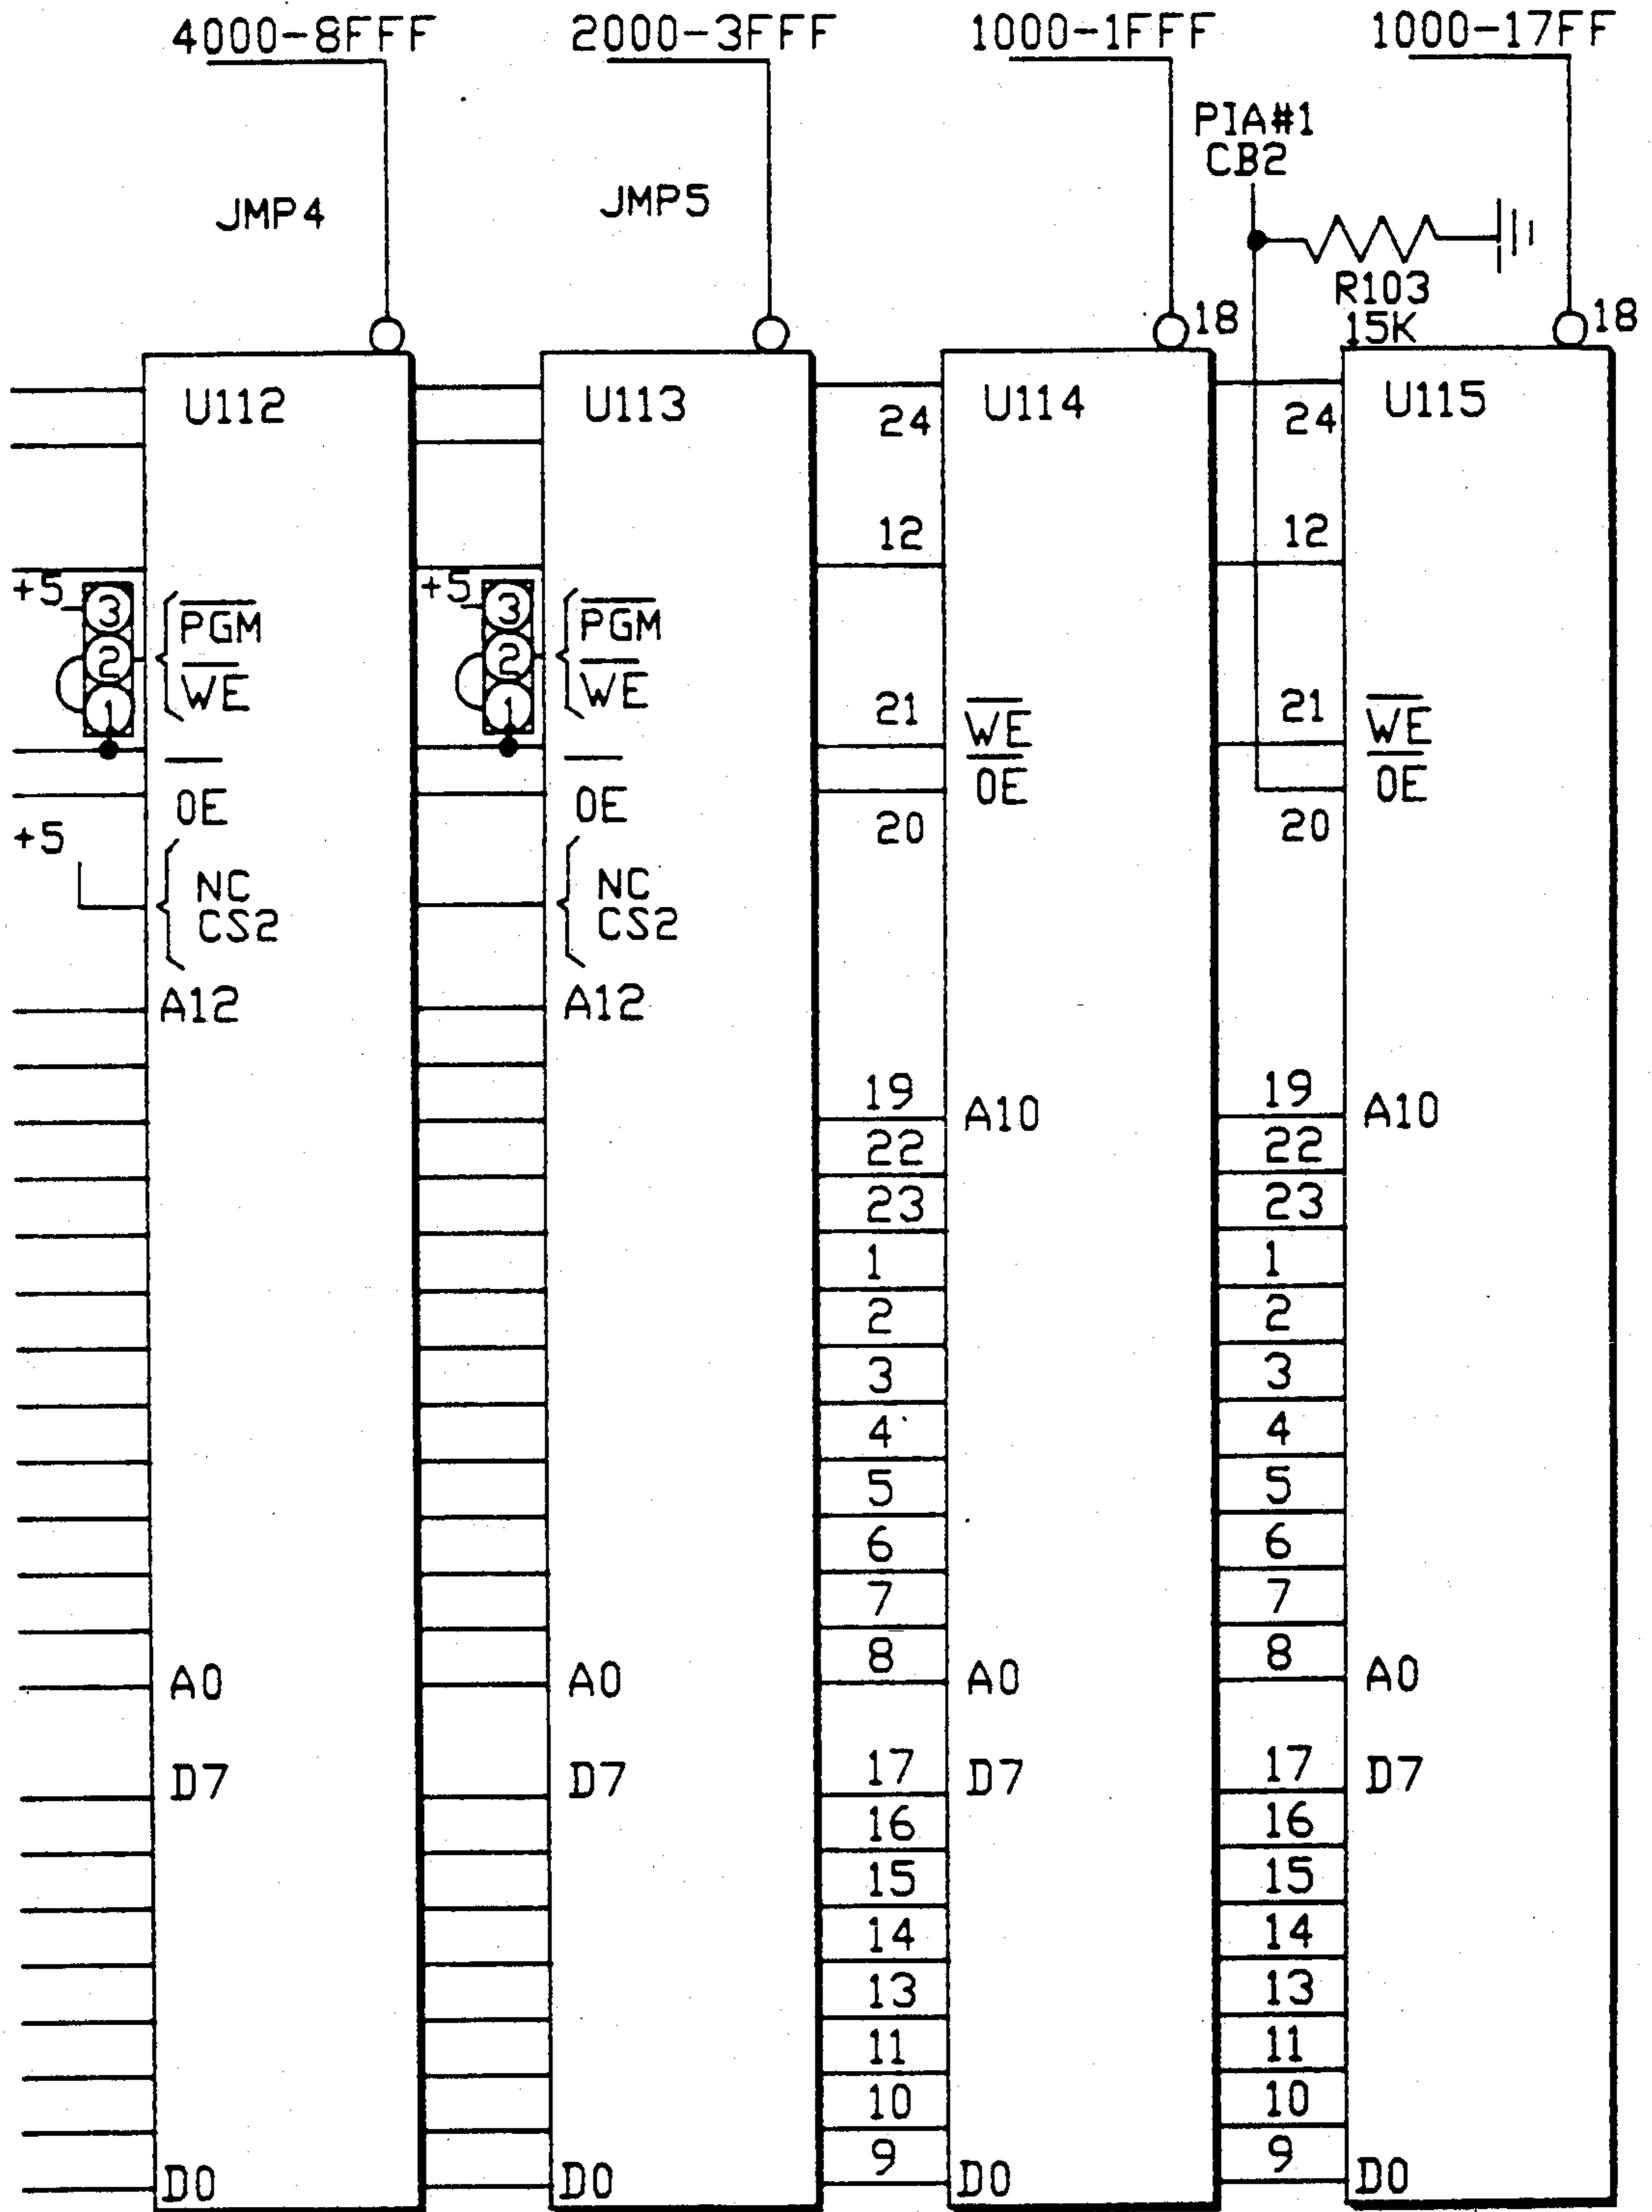 4000-8FFF
2000-3FFF
1000-1FFF
1000-17FF
PIA#1
CB2
JMP4
JMP5
R103
15K
18
18
U112
U113
U114
U115
24
24
12
12
+5
3
2
1
PGM
WE
+5
3
2
1
PGM
WE
21
WE
OE
20
21
WE
OE
20
OE
+5
NC
CS2
A12
OE
NC
CS2
A12
19
A10
22
23
1
2
3
4
5
6
7
8
A0
19
A10
22
23
1
2
3
4
5
6
7
8
A0
A0
A0
D7
D7
17
D7
16
15
14
13
11
10
9
D0
17
D7
16
15
14
13
11
10
9
D0
D0
D0